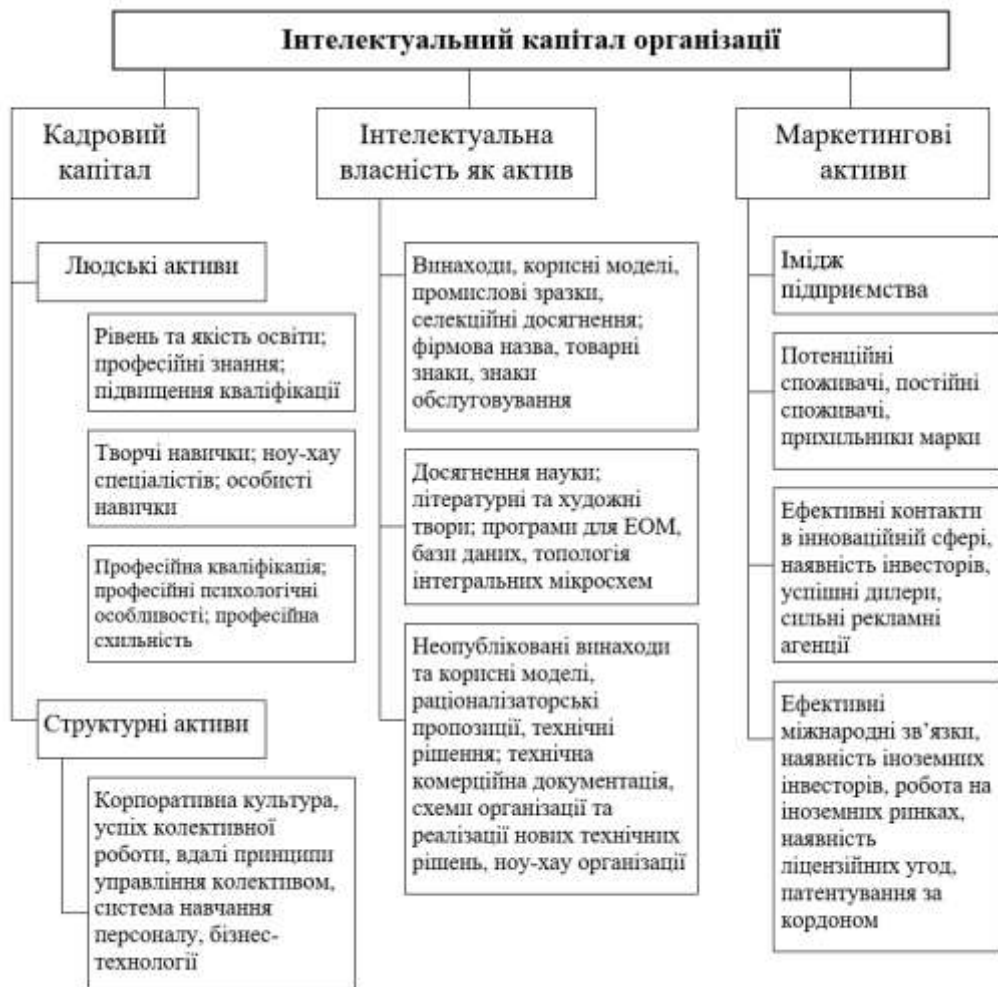 Інтелектуальний капітал організації
Кадровий
капітал
Людські активи
Рівень та якість освіти;
професійні знання;
підвищення кваліфікації
Творчі навички; ноу-хау
спеціалістів; особисті
навички
Професійна кваліфікація;
професійні психологічні
особливості; професійна
схильність
Структурні активи
Корпоративна культура,
успіх колективної
роботи, вдалі принципи
управління колективом,
система навчання
персоналу, бізнес-
технології
Інтелектуальна
власність як актив
Винаходи, корисні моделі,
промислові зразки,
селекційні досягнення;
фірмова назва, товарні
знаки, знаки
обслуговування
Досягнення науки;
літературні та художні
твори; програми для ЕОМ,
бази даних, топологія
інтегральних мікросхем
Неопубліковані винаходи
та корисні моделі,
раціоналізаторські
пропозиції, технічні
рішення; технічна
комерційна документація,
схеми організації та
реалізації нових технічних
рішень, ноу-хау організації
Маркетингові
активи
Імідж
підприємства
Потенційні
споживачі, постійні
споживачі,
прихильники марки
Ефективні контакти
в інноваційній сфері,
наявність інвесторів,
успішні дилери,
сильні рекламні
агенції
Ефективні
міжнародні зв’язки,
наявність іноземних
інвесторів, робота на
іноземних ринках,
наявність
ліцензійних угод,
патентування за
кордоном